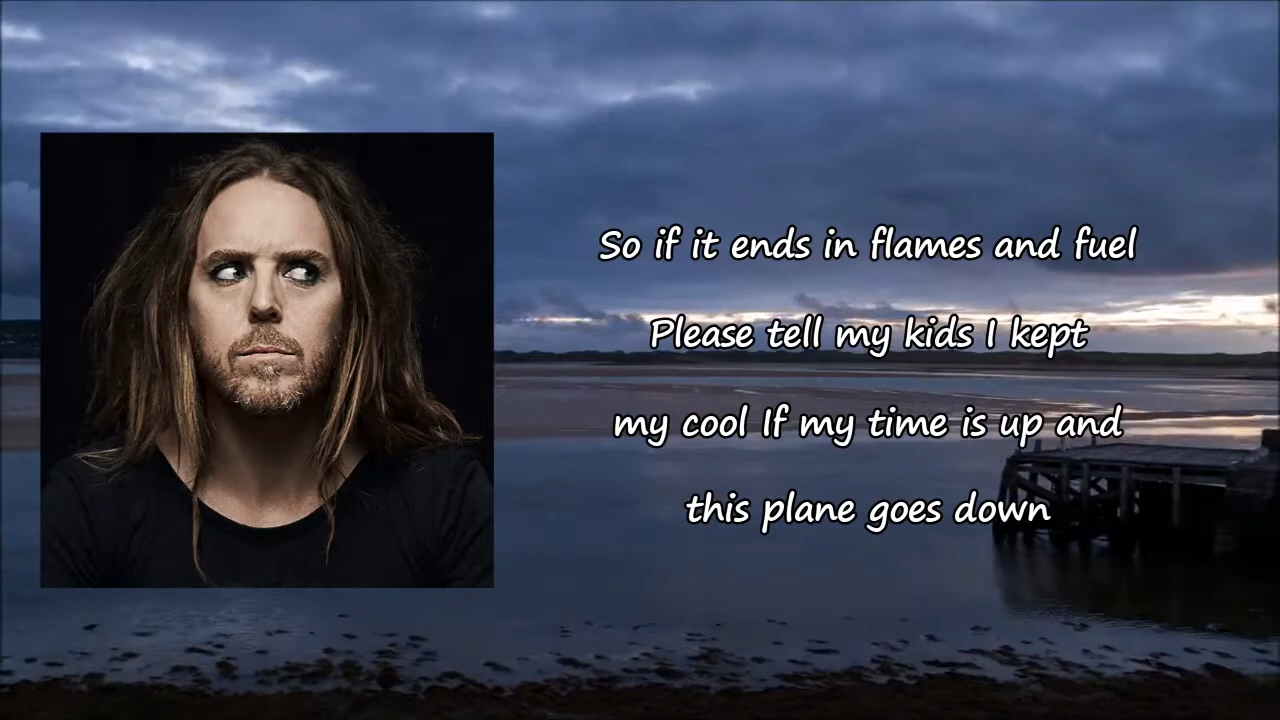 So if it ends in flames and fuel
Please tell my kids I kept
my cool If my time is up and
this plane goes down